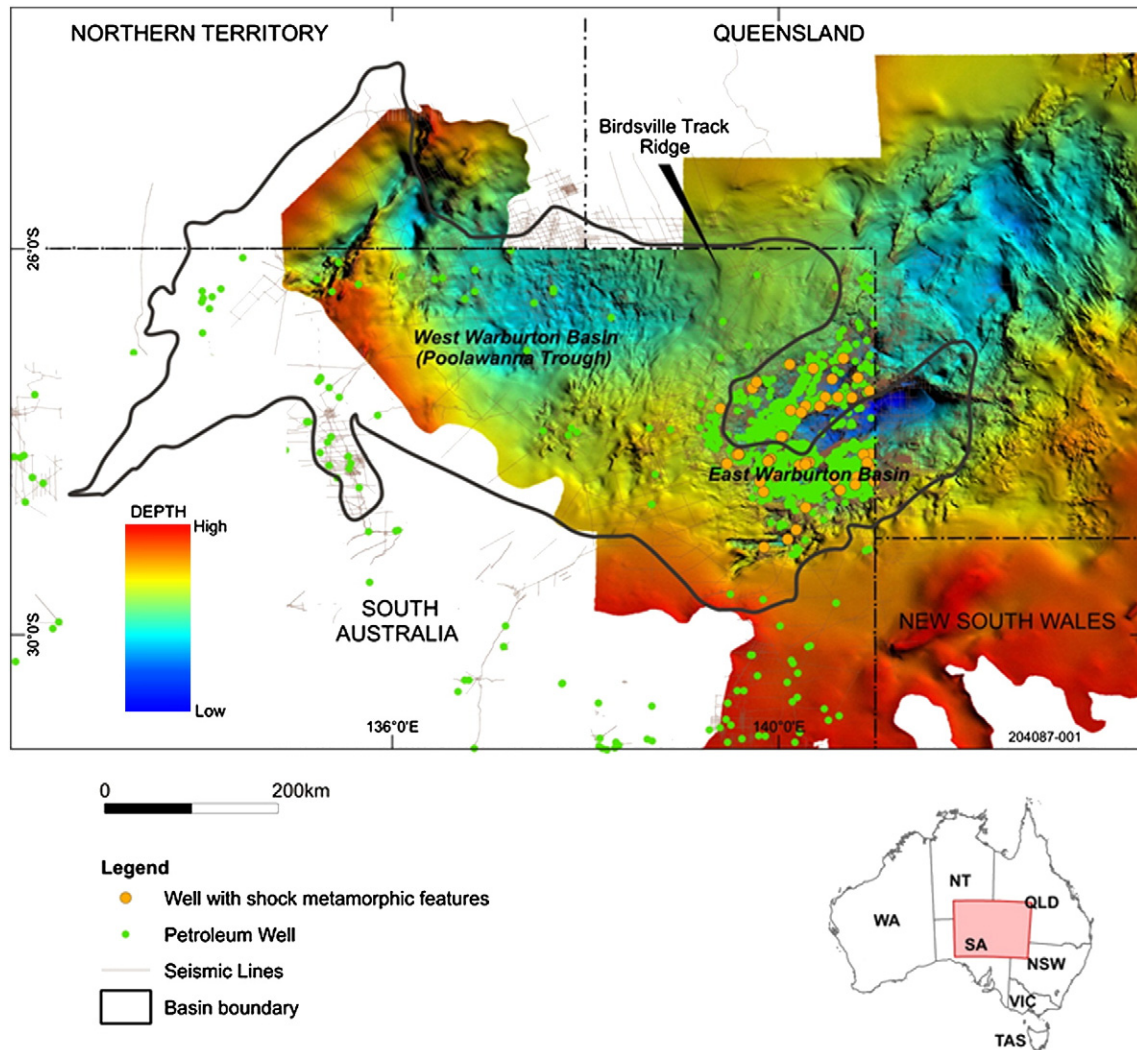 NORTHERN TERRITORY
QUEENSLAND
Birdsville Track
Ridge
26°0'S
West Warburton Basin
(Poolawanna Trough)
East Warburton Basin
DEPTH
High
Low
SOUTH
AUSTRALIA
NEW SOUTH WALES
30°0'S
136°0'E
140°0'E
204087-001
0
200km
Legend
Well with shock metamorphic features
Petroleum Well
Seismic Lines
Basin boundary
NT
QLD
WA
SA
NSW
VIC
TAS